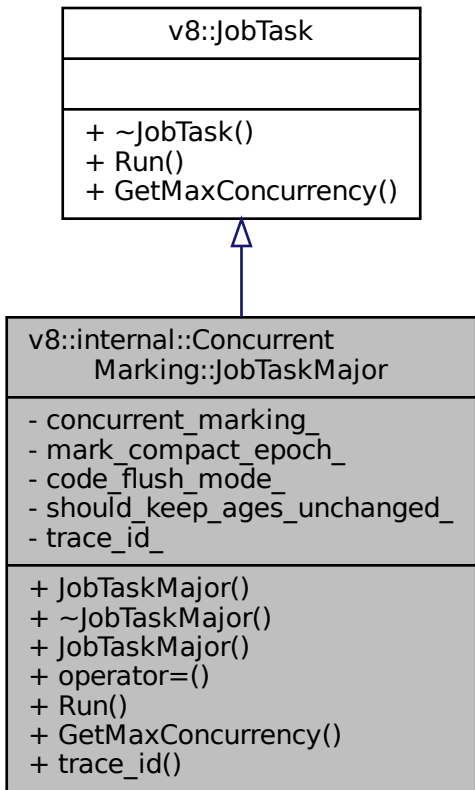 v8::JobTask
+ ~JobTask()
+ Run()
+ GetMaxConcurrency()
v8::internal::Concurrent
Marking::JobTaskMajor
- concurrent_marking_
- mark_compact_epoch_
- code_flush_mode_
- should_keep_ages_unchanged_
- trace_id_
+ JobTaskMajor()
+ ~JobTaskMajor()
+ JobTaskMajor()
+ operator=()
+ Run()
+ GetMaxConcurrency()
+ trace_id()